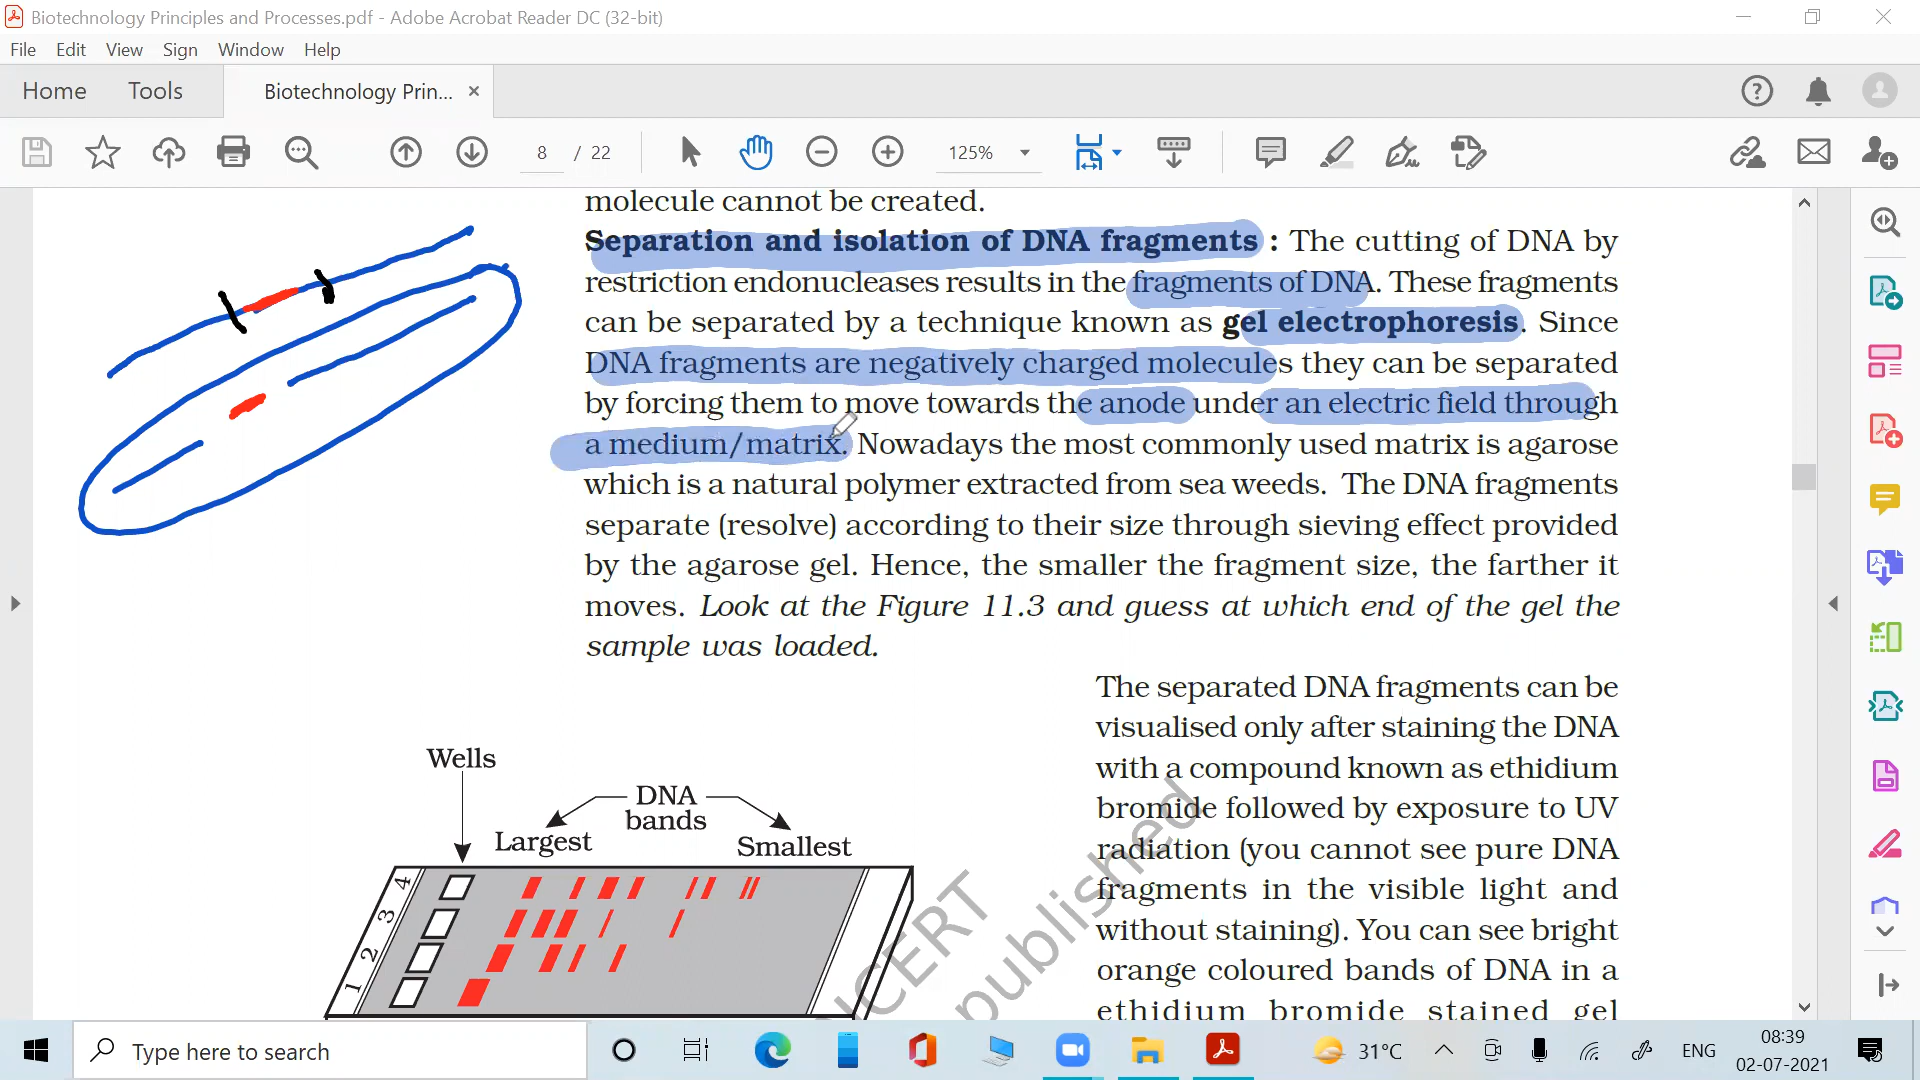 Biotechnology Principles and Processes.pdf - Adobe Acrobat Reader DC (32-bit)
File Edit View Sign Window Help
Home Tools Biotechnology Prin... ×
8 / 22 125%
molecule cannot be created.
Separation and isolation of DNA fragments : The cutting of DNA by
restriction endonucleases results in the fragments of DNA. These fragments
can be separated by a technique known as gel electrophoresis. Since
DNA fragments are negatively charged molecules they can be separated
by forcing them to move towards the anode under an electric field through
a medium/matrix. Nowadays the most commonly used matrix is agarose
which is a natural polymer extracted from sea weeds. The DNA fragments
separate (resolve) according to their size through sieving effect provided
by the agarose gel. Hence, the smaller the fragment size, the farther it
moves. Look at the Figure 11.3 and guess at which end of the gel the
sample was loaded.
The separated DNA fragments can be
visualised only after staining the DNA
with a compound known as ethidium
bromide followed by exposure to UV
radiation (you cannot see pure DNA
fragments in the visible light and
without staining). You can see bright
orange coloured bands of DNA in a
ethidium bromide stained gel
Wells
DNA
bands
Largest
Smallest
4
3
2
1
NCERT
published
Type here to search
31°C
ENG
08:39
02-07-2021